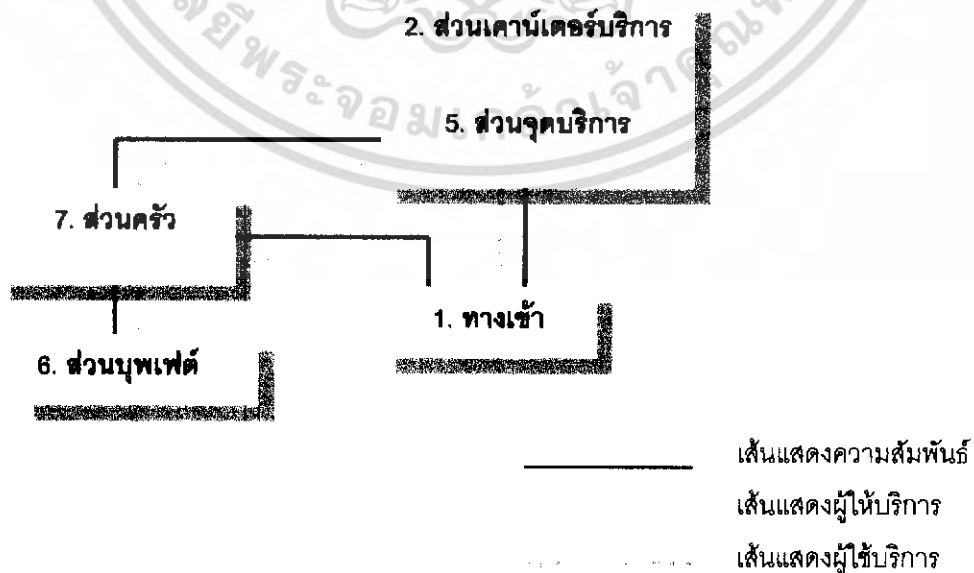 2. ส่วนเคาน์เตอร์บริการ
5. ส่วนจุดบริการ
7. ส่วนครัว
1. ทางเข้า
6. ส่วนบุพเฟต์
เส้นแสดงความสัมพันธ์
เส้นแสดงผู้ให้บริการ
เส้นแสดงผู้ใช้บริการ